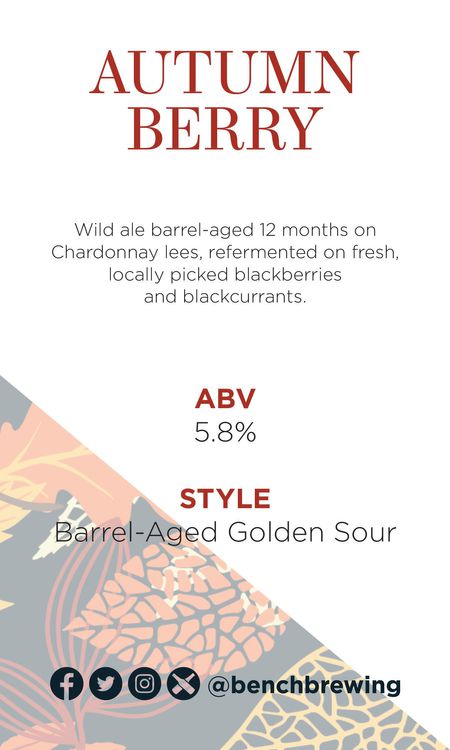 AUTUMN
BERRY
Wild ale barrel-aged 12 months on
Chardonnay lees, refermented on fresh,
locally picked blackberries
and blackcurrants.
ABV
5.8%
STYLE
Barrel-Aged Golden Sour
@benchbrewing